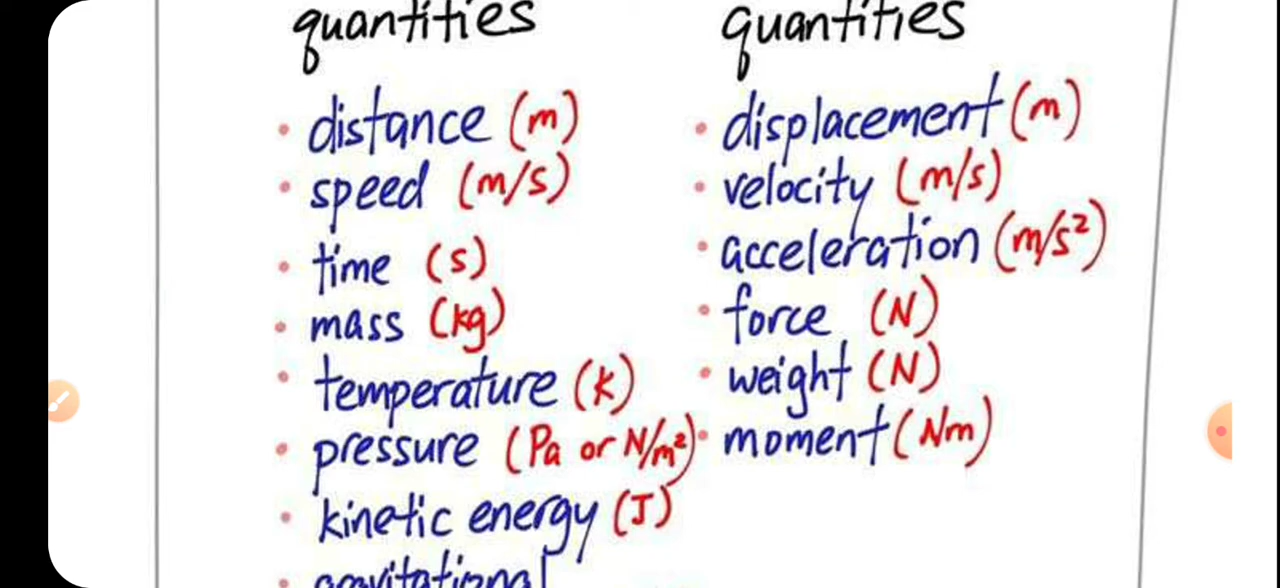 quantities
• distance (m)
• speed (m/s)
• time (s)
• mass (kg)
• temperature (K)
• pressure (Pa or N/m²)
• kinetic energy (J)
• gravitational
quantities
• displacement (m)
• velocity (m/s)
• acceleration (m/s²)
• force (N)
• weight (N)
• moment (Nm)